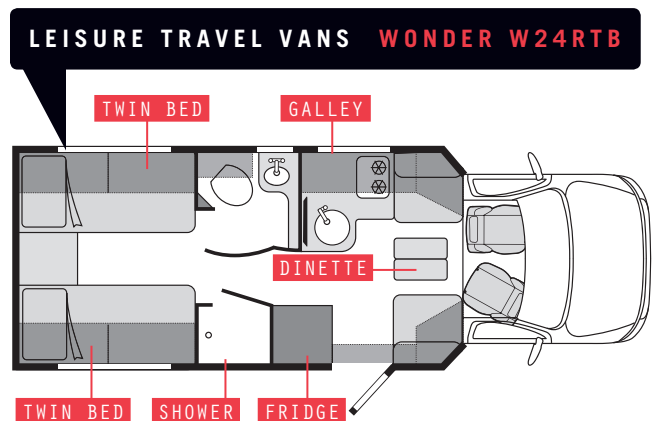 LEISURE TRAVEL VANS WONDER W24RTB
TWIN BED
GALLEY
DINETTE
TWIN BED
SHOWER
FRIDGE